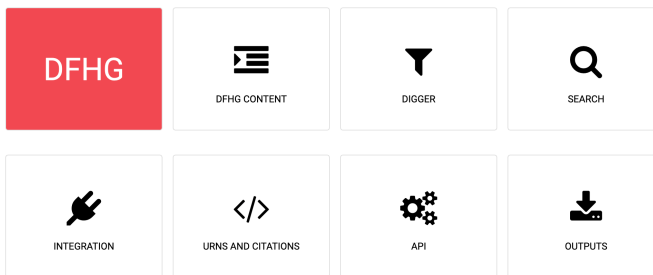 DFHG
DFHG CONTENT
DIGGER
SEARCH
INTEGRATION
URNS AND CITATIONS
API
OUTPUTS